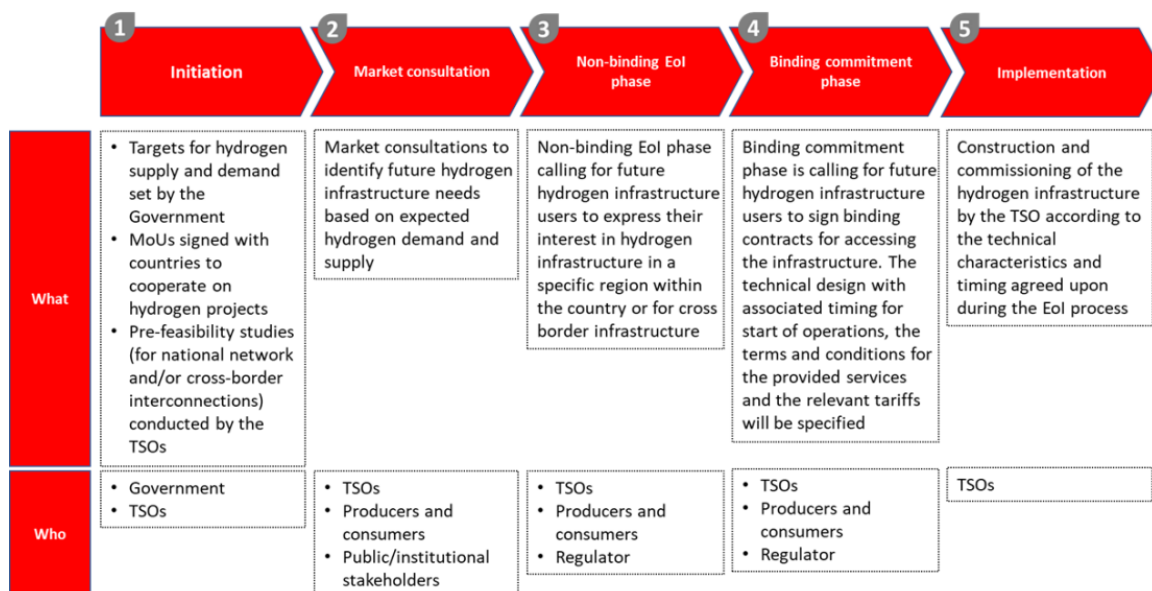 1
Initiation
2
Market consultation
3
Non-binding EoI
phase
4
Binding commitment
phase
5
Implementation
What
• Targets for hydrogen
supply and demand
set by the
Government
• MoUs signed with
countries to
cooperate on
hydrogen projects
• Pre-feasibility studies
(for national network
and/or cross-border
interconnections)
conducted by the
TSOs
Market consultations to
identify future hydrogen
infrastructure needs
based on expected
hydrogen demand and
supply
Non-binding EoI phase
calling for future
hydrogen infrastructure
users to express their
interest in hydrogen
infrastructure in a
specific region within
the country or for cross
border infrastructure
Binding commitment
phase is calling for future
hydrogen infrastructure
users to sign binding
contracts for accessing
the infrastructure. The
technical design with
associated timing for
start of operations, the
terms and conditions for
the provided services
and the relevant tariffs
will be specified
Construction and
commissioning of the
hydrogen infrastructure
by the TSO according to
the technical
characteristics and
timing agreed upon
during the EoI process
Who
• Government
• TSOs
• TSOs
• Producers and
consumers
• Public/institutional
stakeholders
• TSOs
• Producers and
consumers
• Regulator
• TSOs
• Producers and
consumers
• Regulator
TSOs